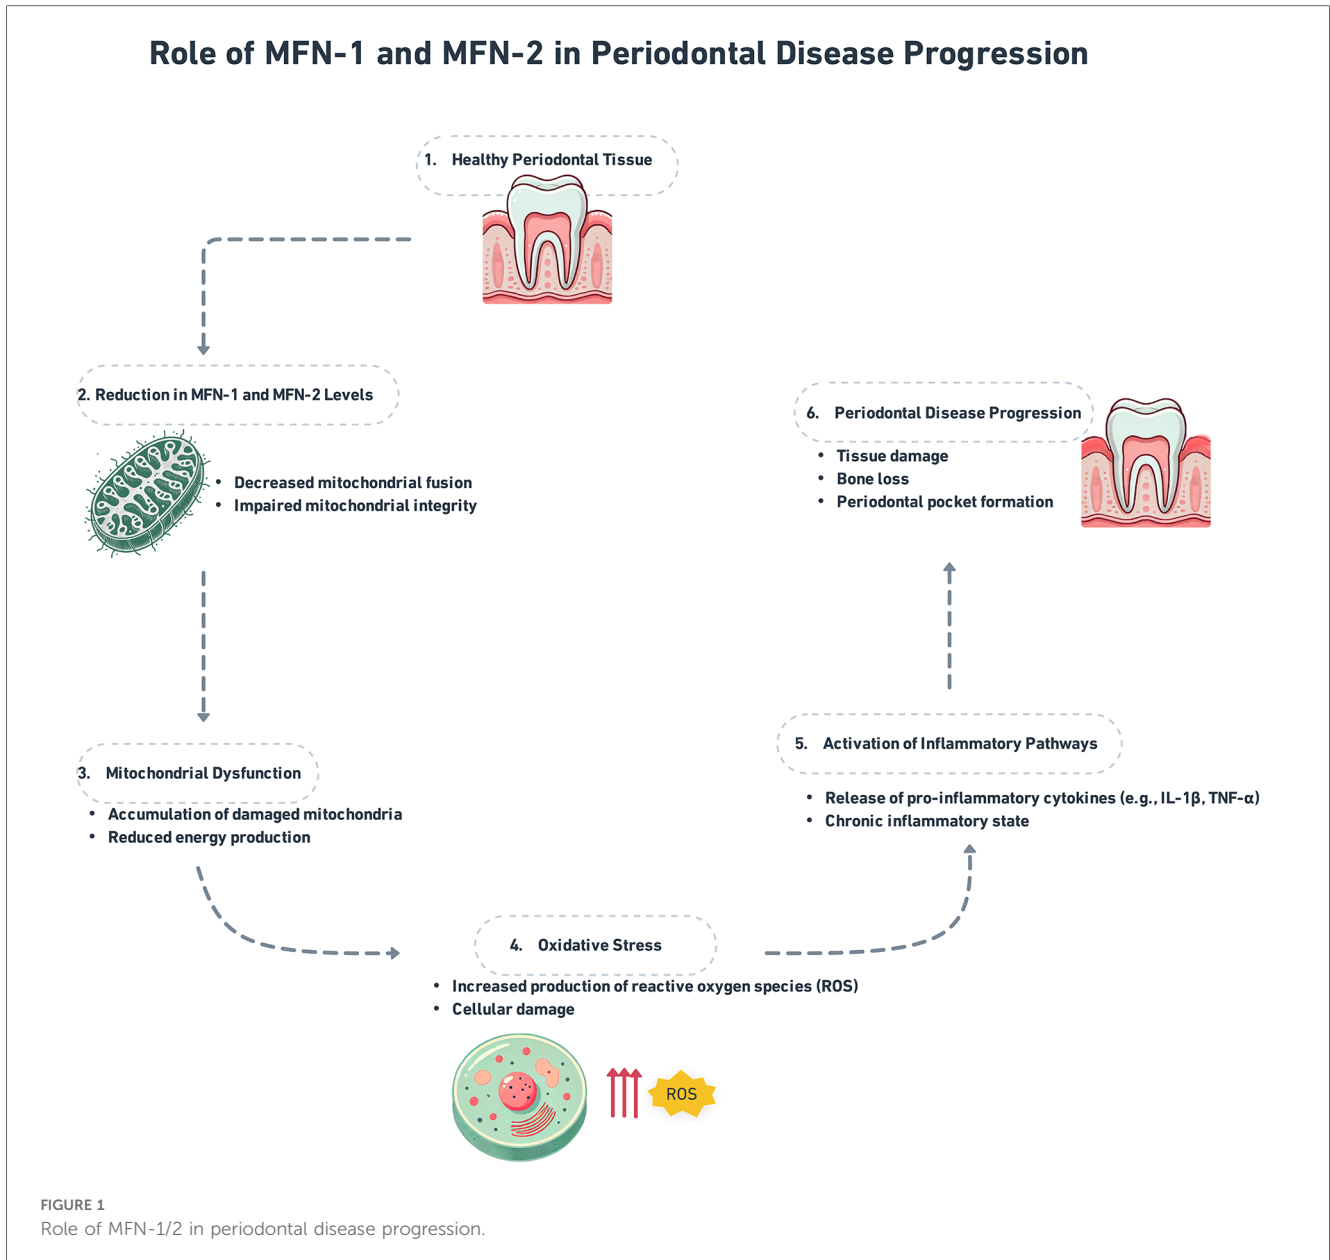 Role of MFN-1 and MFN-2 in Periodontal Disease Progression
1. Healthy Periodontal Tissue
2. Reduction in MFN-1 and MFN-2 Levels
• Decreased mitochondrial fusion
• Impaired mitochondrial integrity
3. Mitochondrial Dysfunction
• Accumulation of damaged mitochondria
• Reduced energy production
4. Oxidative Stress
• Increased production of reactive oxygen species (ROS)
• Cellular damage
ROS
5. Activation of Inflammatory Pathways
• Release of pro-inflammatory cytokines (e.g., IL-1β, TNF-α)
• Chronic inflammatory state
6. Periodontal Disease Progression
• Tissue damage
• Bone loss
• Periodontal pocket formation
FIGURE 1
Role of MFN-1/2 in periodontal disease progression.